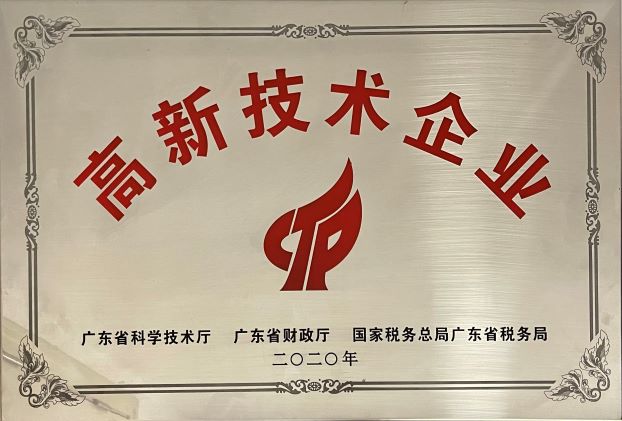 高新技术企业
CTP
广东省科学技术厅 广东省财政厅 国家税务总局广东省税务局
二〇二〇年